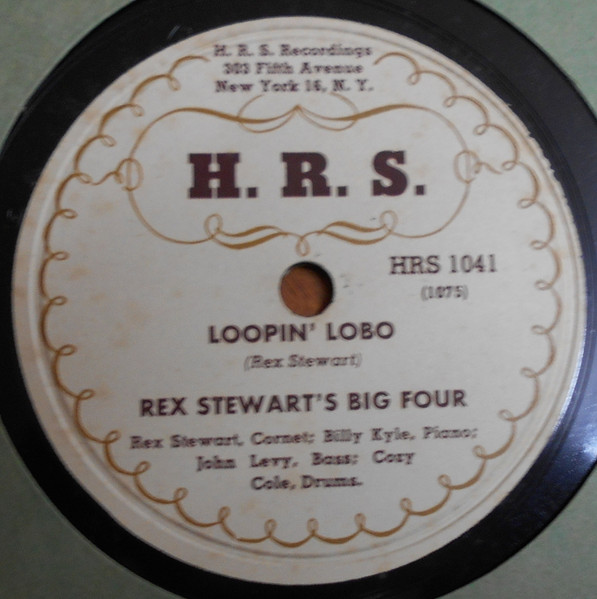 H. R. S. Recordings
303 Fifth Avenue
New York 16, N. Y.
H. R. S.
HRS 1041
(1075)
LOOPIN' LOBO
(Rex Stewart)
REX STEWART'S BIG FOUR
Rex Stewart, Cornet; Billy Kyle, Piano;
John Levy, Bass; Cozy
Cole, Drums.